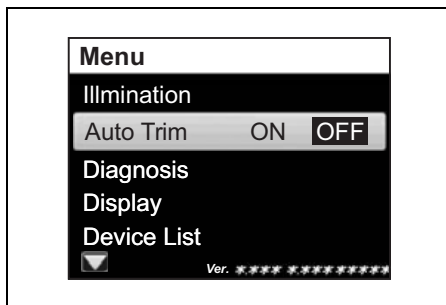 Menu
Illmination
Auto Trim ON OFF
Diagnosis
Display
Device List
Ver. **** **********